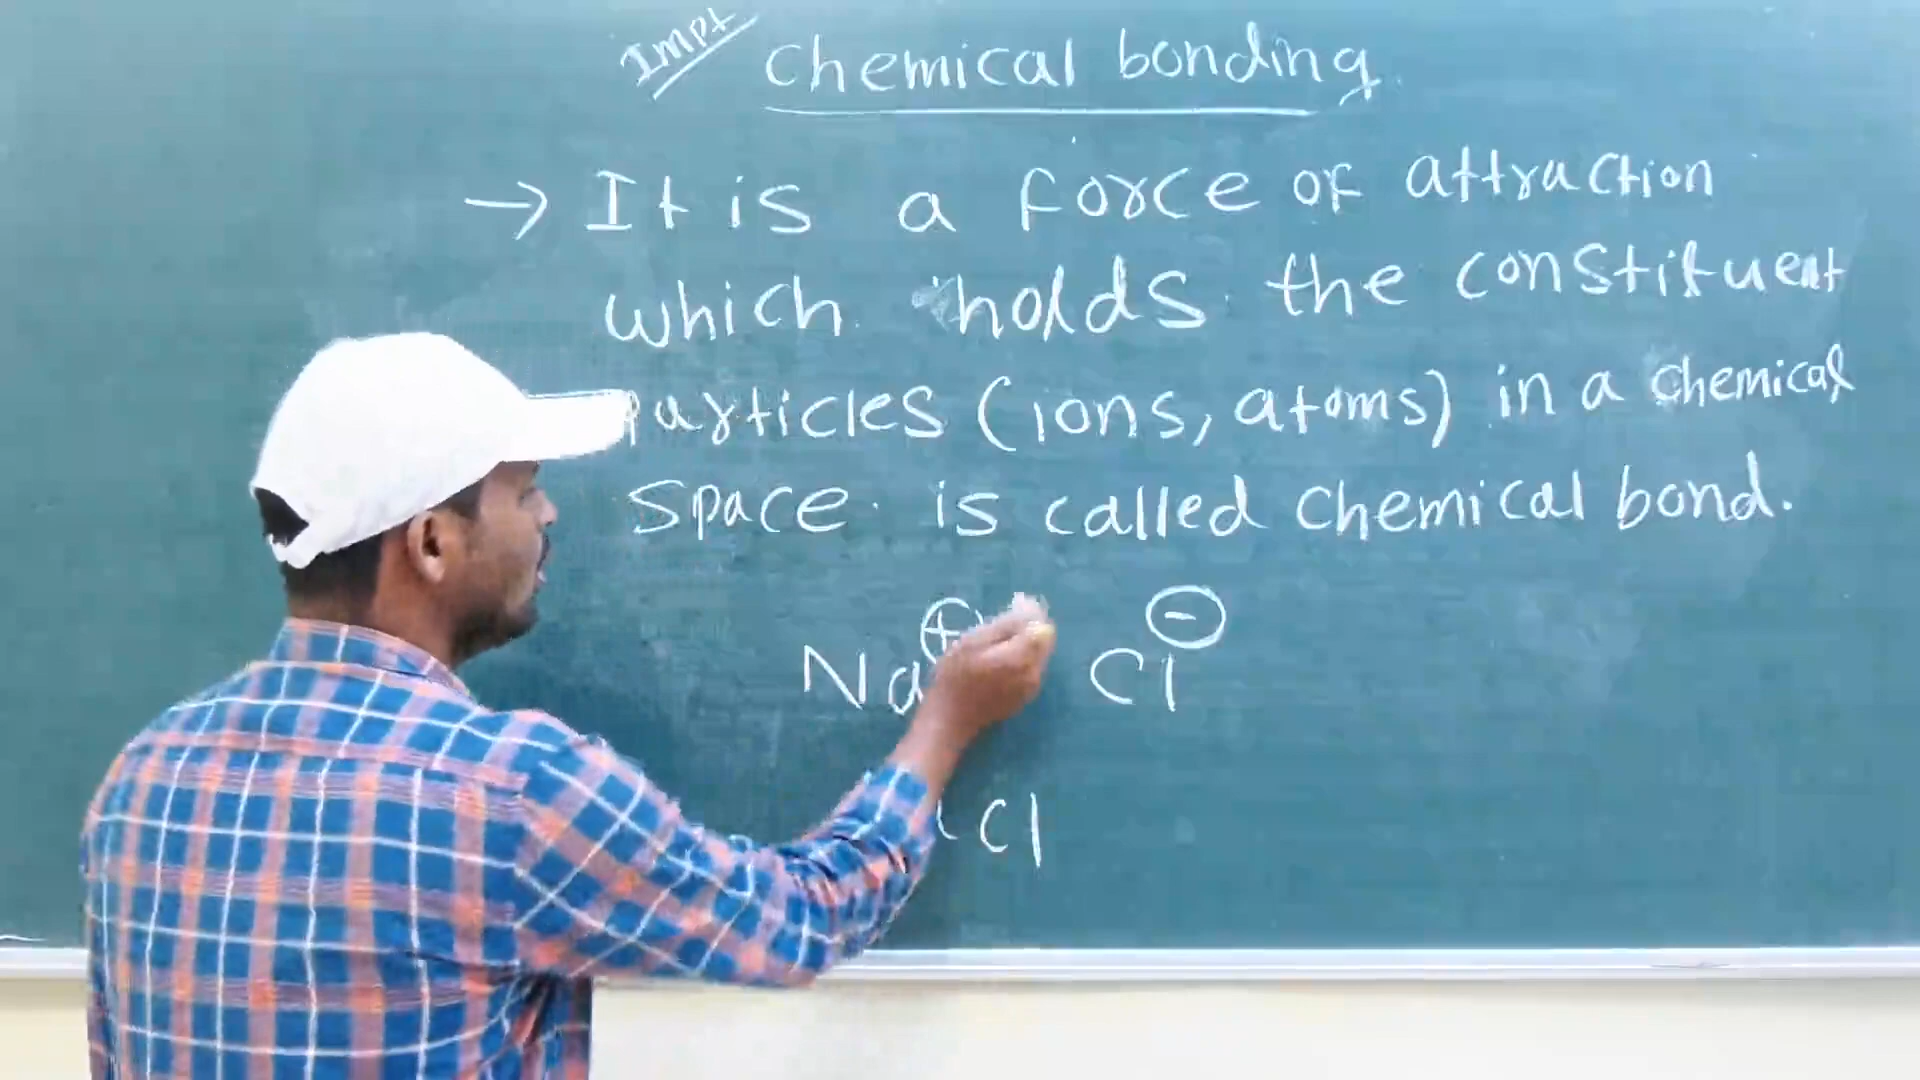 Impt Chemical bonding
→ It is a force of attraction
which holds the constituent
particles (ions, atoms) in a chemical
space is called chemical bond.
Na⊕ Cl⊖
Cl